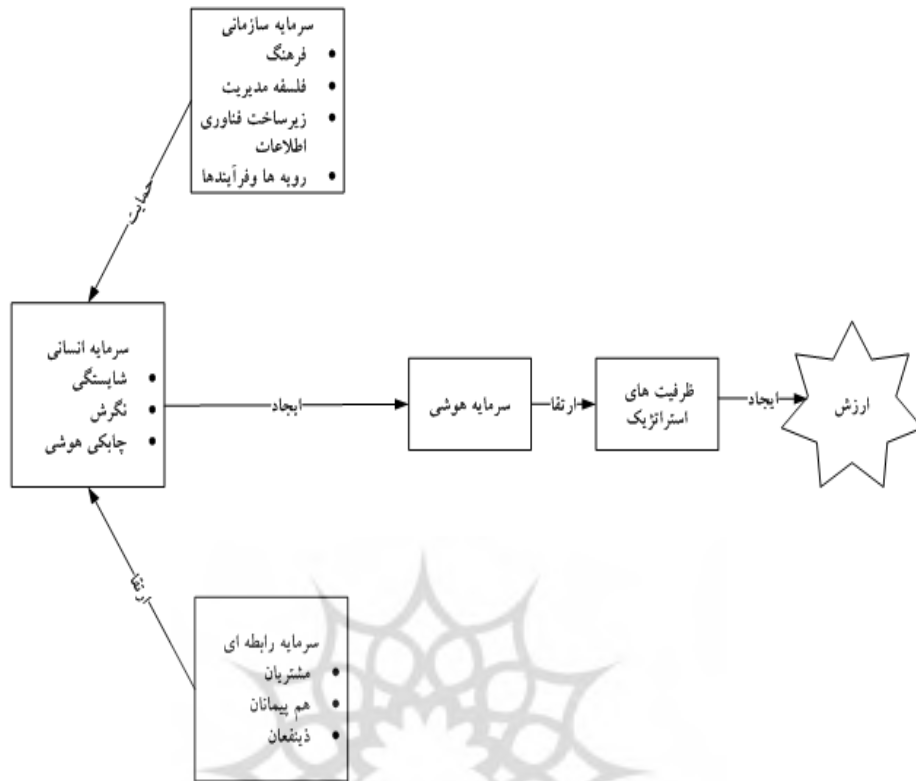 سرمایه سازمانی
• فرهنگ
• فلسفه مدیریت
• زیرساخت فناوری
اطلاعات
• رویه ها وفرآیندها
حمایت
سرمایه انسانی
• شایستگی
• نگرش
• چابکی هوشی
ایجاد
سرمایه هوشی
ارتقا
ظرفیت های
استراتژیک
ایجاد
ارزش
ارتقا
سرمایه رابطه ای
• مشتریان
• هم پیمانان
• ذینفعان